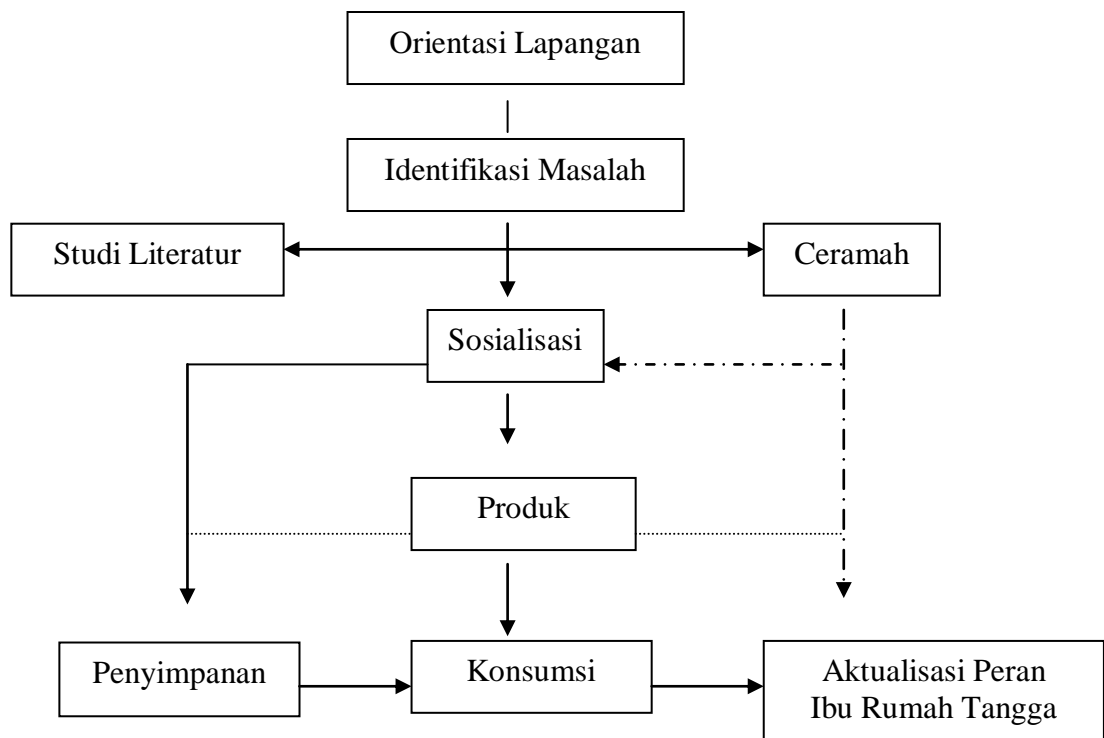 Orientasi Lapangan
Identifikasi Masalah
Studi Literatur
Ceramah
Sosialisasi
Produk
Penyimpanan
Konsumsi
Aktualisasi Peran
Ibu Rumah Tangga